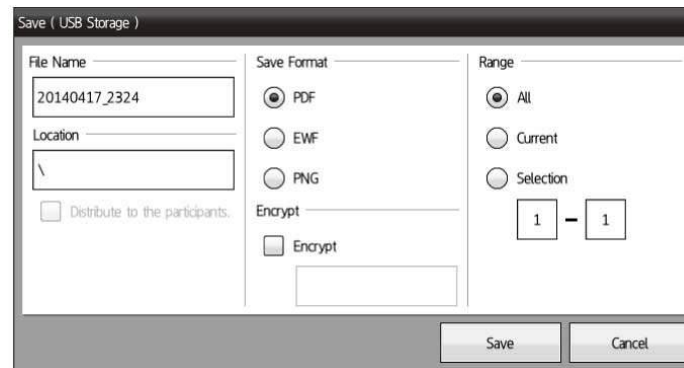 Save ( USB Storage )
File Name
20140417_2324
Location
\
Distribute to the participants.
Save Format
PDF
EWF
PNG
Encrypt
Encrypt
Range
All
Current
Selection
1 – 1
Save
Cancel